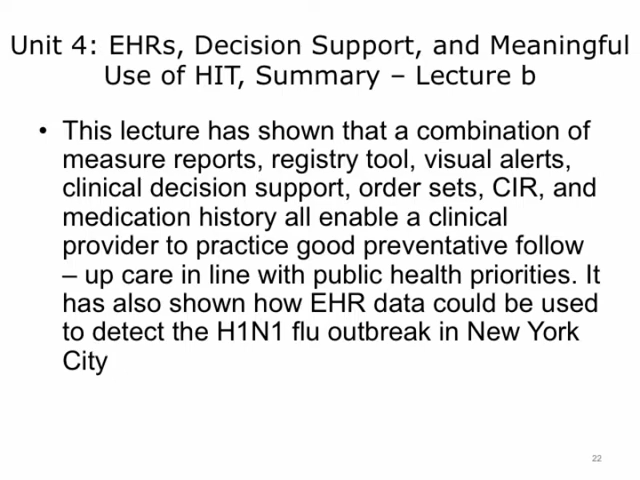 Unit 4: EHRs, Decision Support, and Meaningful
Use of HIT, Summary – Lecture b
• This lecture has shown that a combination of
measure reports, registry tool, visual alerts,
clinical decision support, order sets, CIR, and
medication history all enable a clinical
provider to practice good preventative follow
– up care in line with public health priorities. It
has also shown how EHR data could be used
to detect the H1N1 flu outbreak in New York
City
22